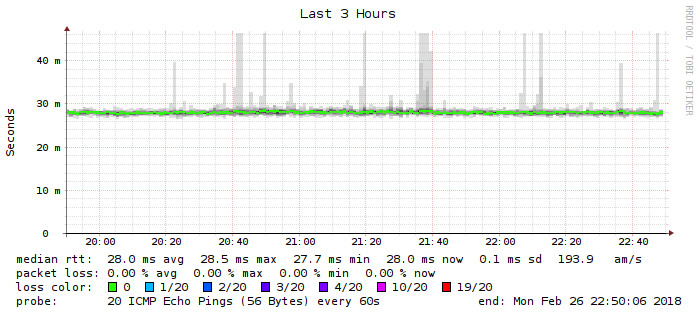 Last 3 Hours
RRDTOOL / TOBI OETIKER
Seconds
40 m
30 m
20 m
10 m
0
20:00 20:20 20:40 21:00 21:20 21:40 22:00 22:20 22:40
median rtt: 28.0 ms avg 28.5 ms max 27.7 ms min 28.0 ms now 0.1 ms sd 193.9 am/s
packet loss: 0.00 % avg 0.00 % max 0.00 % min 0.00 % now
loss color: 0 1/20 2/20 3/20 4/20 10/20 19/20
probe: 20 ICMP Echo Pings (56 Bytes) every 60s end: Mon Feb 26 22:50:06 2018